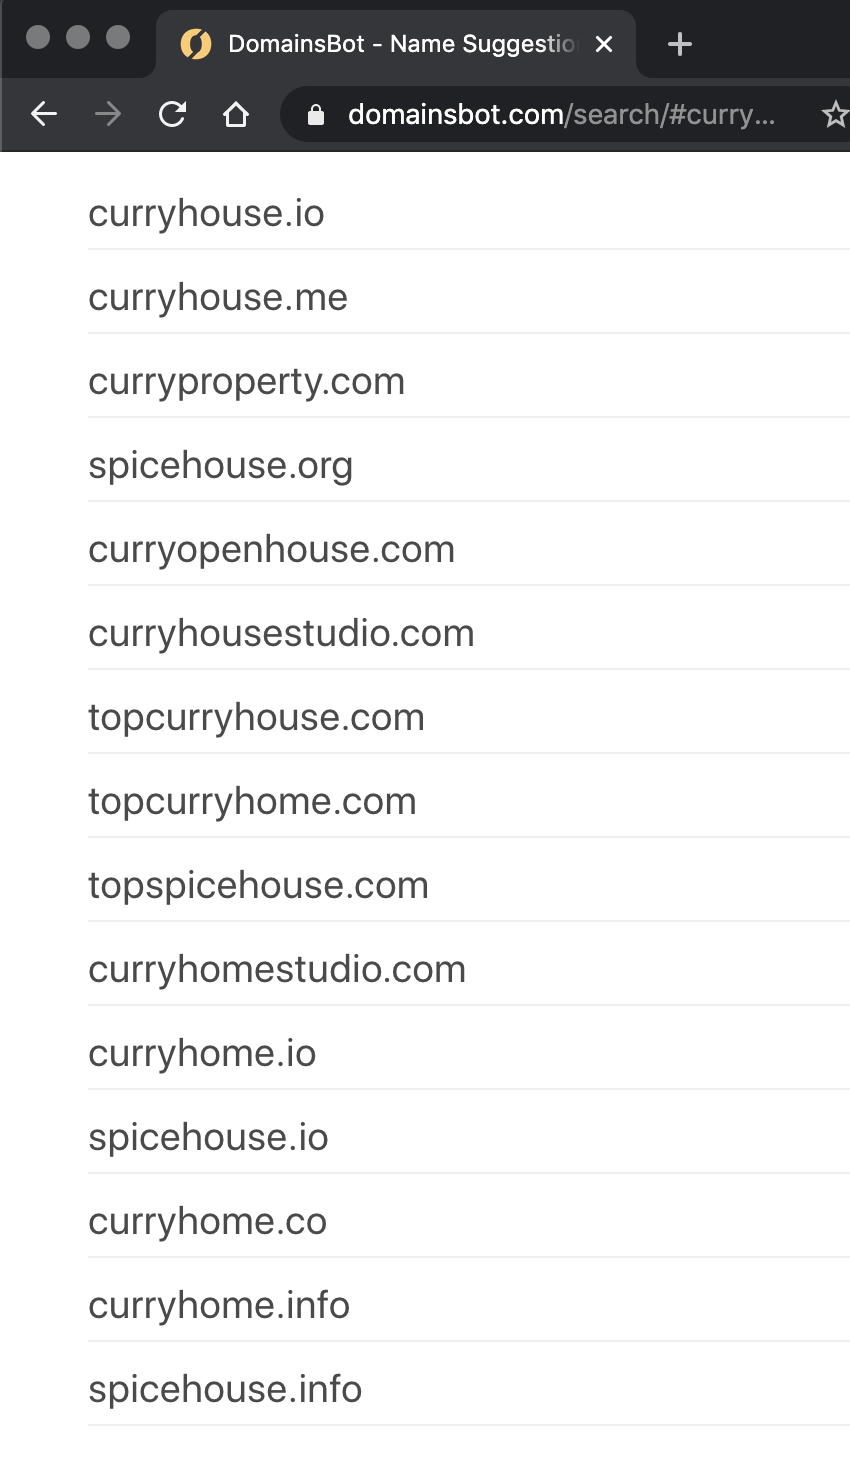 DomainsBot - Name Suggestio
domainsbot.com/search/#curry...
curryhouse.io
curryhouse.me
curryproperty.com
spicehouse.org
curryopenhouse.com
curryhousestudio.com
topcurryhouse.com
topcurryhome.com
topspicehouse.com
curryhomestudio.com
curryhome.io
spicehouse.io
curryhome.co
curryhome.info
spicehouse.info